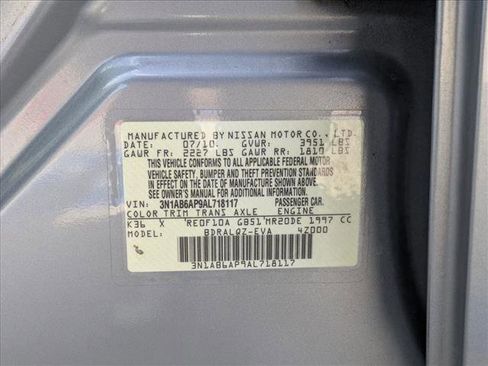 MANUFACTURED BY NISSAN MOTOR CO., LTD.
DATE: 07/10 GVWR: 3951 LBS
GAWR FR: 2227 LBS GAWR RR: 1810 LBS
THIS VEHICLE CONFORMS TO ALL APPLICABLE FEDERAL MOTOR
VEHICLE SAFETY, BUMPER AND THEFT PREVENTION STANDARDS
IN EFFECT ON THE DATE OF MANUFACTURE SHOWN ABOVE.
SEE OWNER'S MANUAL FOR ADDITIONAL INFORMATION.
VIN: 3N1AB6AP9AL718117 PASSENGER CAR.
COLOR TRIM TRANS AXLE ENGINE
K36 X RE0F10A GB51 MR20DE 1997 CC
MODEL: BDRALQZ-EVA 4Z000
3N1AB6AP9AL718117